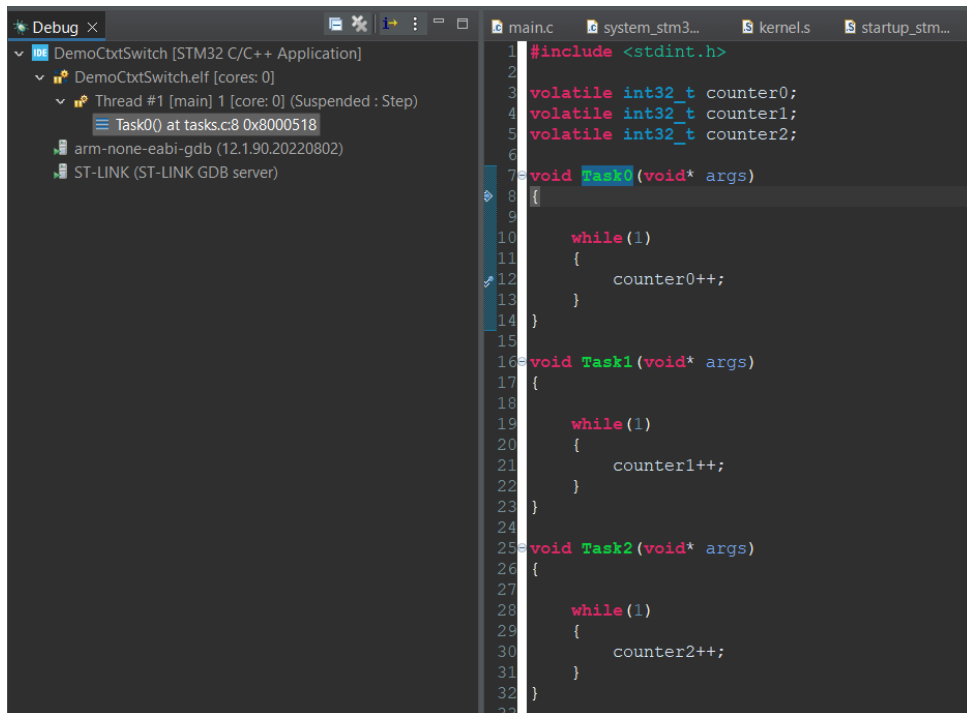 Debug
DemoCtxtSwitch [STM32 C/C++ Application]
DemoCtxtSwitch.elf [cores: 0]
Thread #1 [main] 1 [core: 0] (Suspended : Step)
Task0() at tasks.c:8 0x8000518
arm-none-eabi-gdb (12.1.90.20220802)
ST-LINK (ST-LINK GDB server)
main.c system_stm3... kernel.s startup_stm...
1 #include <stdint.h>
2
3 volatile int32_t counter0;
4 volatile int32_t counter1;
5 volatile int32_t counter2;
6
7 void Task0(void* args)
8 {
9
10 while(1)
11 {
12 counter0++;
13 }
14 }
15
16 void Task1(void* args)
17 {
18
19 while(1)
20 {
21 counter1++;
22 }
23 }
24
25 void Task2(void* args)
26 {
27
28 while(1)
29 {
30 counter2++;
31 }
32 }
33